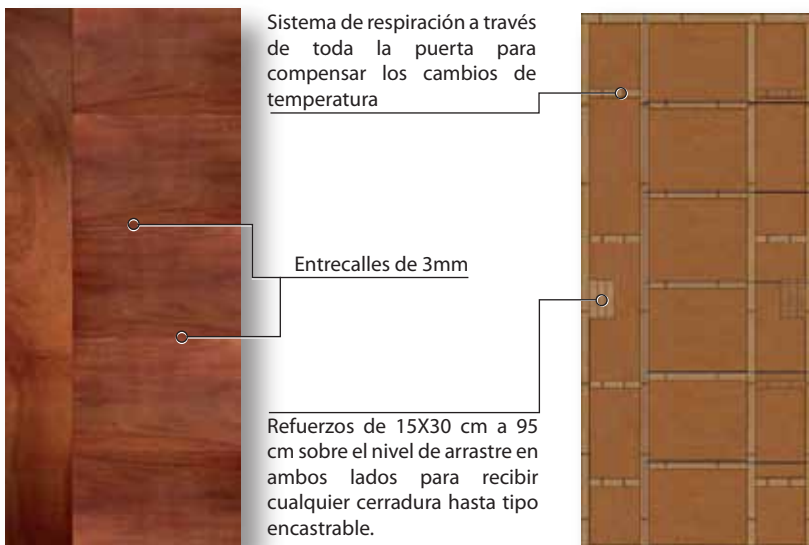 Sistema de respiración a través
de toda la puerta para
compensar los cambios de
temperatura
Entrecalles de 3mm
Refuerzos de 15X30 cm a 95
cm sobre el nivel de arrastre en
ambos lados para recibir
cualquier cerradura hasta tipo
encastrable.